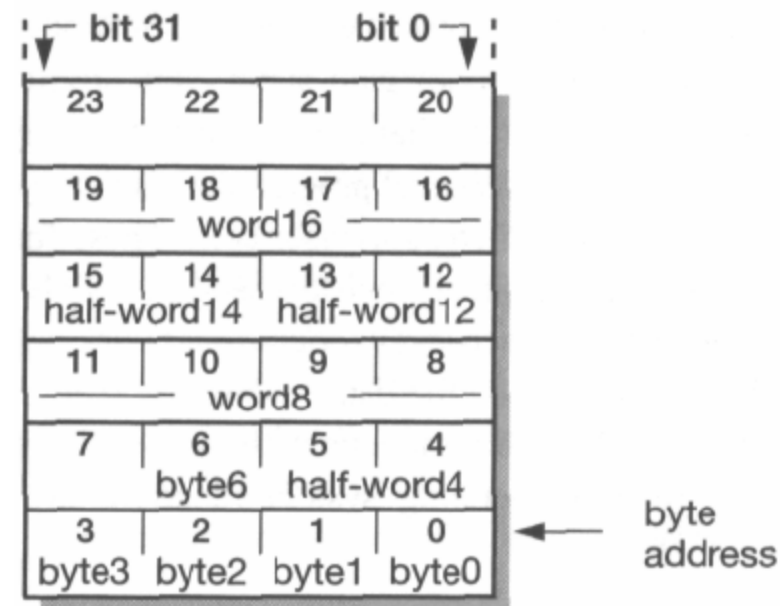 bit 31 bit 0
23 22 21 20
19 18 17 16
word16
15 14 13 12
half-word14 half-word12
11 10 9 8
word8
7 6 5 4
byte6 half-word4
3 2 1 0
byte3 byte2 byte1 byte0
byte
address